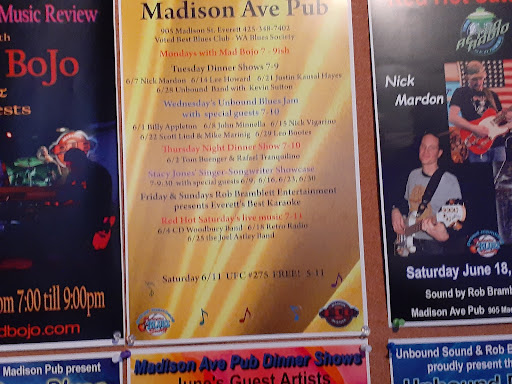 Music Review
th
BoJo
&
ests
om 7:00 till 9:00pm
dbojo.com
Madison Ave Pub
905 Madison St. Everett 425-348-7402
Voted Best Blues Club - WA Blues Society
Mondays with Mad Bojo 7 - 9ish
Tuesday Dinner Shows 7-9
6/7 Nick Mardon 6/14 Lee Howard 6/21 Justin Kausal Hayes
6/28 Unbound Band with Kevin Sutton
Wednesday's Unbound Blues Jam
with special guests 7-10
6/1 Billy Appleton 6/8 John Minnella 6/15 Nick Vigarino
6/22 Scott Lind & Mike Marinig 6/29 Leo Bootes
Thursday Night Dinner Show 7-10
6/2 Tom Boenger & Rafael Tranquilino
Stacy Jones' Singer-Songwriter Showcase
7-9.30 with special guests 6/9, 6/16, 6/23, 6/30
Friday & Sundays Rob Bramblett Entertainment
presents Everett's Best Karaoke
Red Hot Saturday's live music 7-11
6/4 CD Woodbury Band 6/18 Retro Radio
6/25 the Joel Astley Band
Saturday 6/11 UFC #275 FREE! 5-11
Nick
Mardon
Saturday June 18,
Sound by Rob Bramb
Madison Ave Pub 905 Mad
Madison Pub present
Madison Ave Pub Dinner Shows
June's Guest Artists
Unbound Sound & Rob B
proudly present th